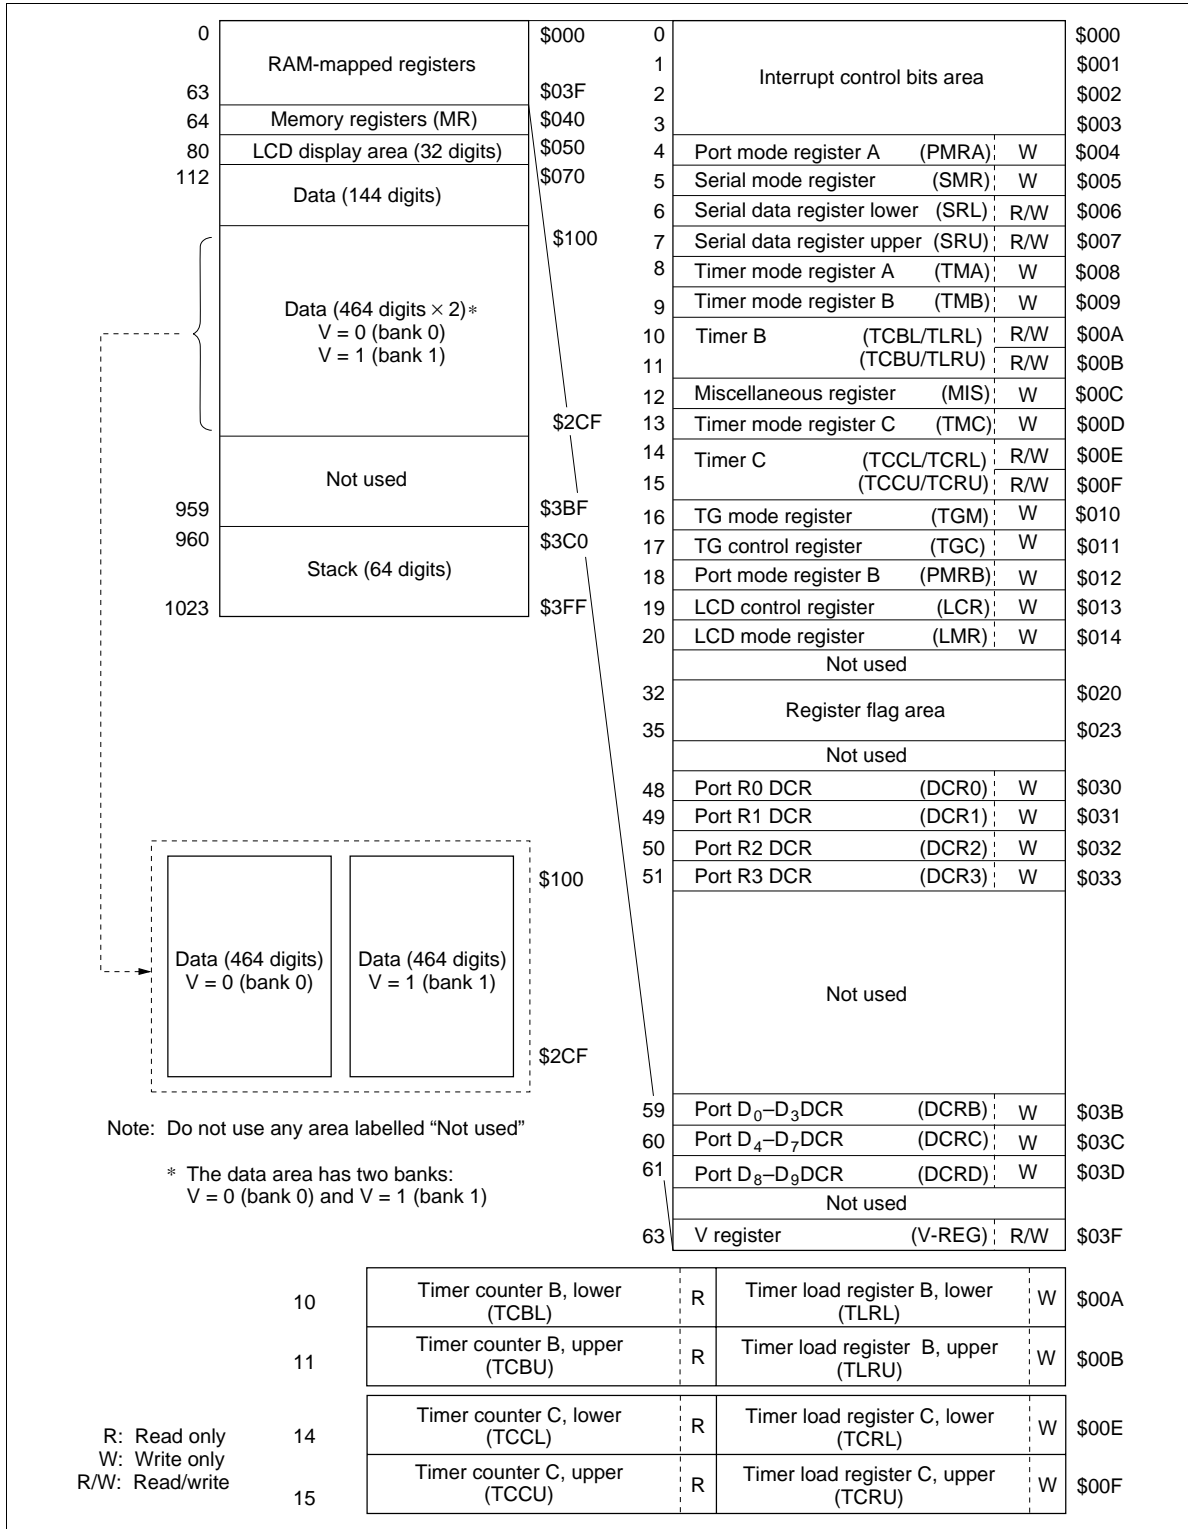 0 $000
RAM-mapped registers
63 $03F
64 Memory registers (MR) $040
80 LCD display area (32 digits) $050
112 $070
Data (144 digits)
$100
Data (464 digits × 2)*
V = 0 (bank 0)
V = 1 (bank 1)
$2CF
Not used
959 $3BF
960 $3C0
Stack (64 digits)
1023 $3FF
0 $000
1 $001
Interrupt control bits area
2 $002
3 $003
4 Port mode register A (PMRA) W $004
5 Serial mode register (SMR) W $005
6 Serial data register lower (SRL) R/W $006
7 Serial data register upper (SRU) R/W $007
8 Timer mode register A (TMA) W $008
9 Timer mode register B (TMB) W $009
10 Timer B (TCBL/TLRL) R/W $00A
11 (TCBU/TLRU) R/W $00B
12 Miscellaneous register (MIS) W $00C
13 Timer mode register C (TMC) W $00D
14 Timer C (TCCL/TCRL) R/W $00E
15 (TCCU/TCRU) R/W $00F
16 TG mode register (TGM) W $010
17 TG control register (TGC) W $011
18 Port mode register B (PMRB) W $012
19 LCD control register (LCR) W $013
20 LCD mode register (LMR) W $014
Not used
32 $020
Register flag area
35 $023
Not used
48 Port R0 DCR (DCR0) W $030
49 Port R1 DCR (DCR1) W $031
50 Port R2 DCR (DCR2) W $032
51 Port R3 DCR (DCR3) W $033
Not used
59 Port D0–D3DCR (DCRB) W $03B
60 Port D4–D7DCR (DCRC) W $03C
61 Port D8–D9DCR (DCRD) W $03D
Not used
63 V register (V-REG) R/W $03F
$100
Data (464 digits)
V = 0 (bank 0)
Data (464 digits)
V = 1 (bank 1)
$2CF
Note: Do not use any area labelled “Not used”
* The data area has two banks:
V = 0 (bank 0) and V = 1 (bank 1)
10 Timer counter B, lower (TCBL) R Timer load register B, lower (TLRL) W $00A
11 Timer counter B, upper (TCBU) R Timer load register B, upper (TLRU) W $00B
14 Timer counter C, lower (TCCL) R Timer load register C, lower (TCRL) W $00E
15 Timer counter C, upper (TCCU) R Timer load register C, upper (TCRU) W $00F
R: Read only
W: Write only
R/W: Read/write